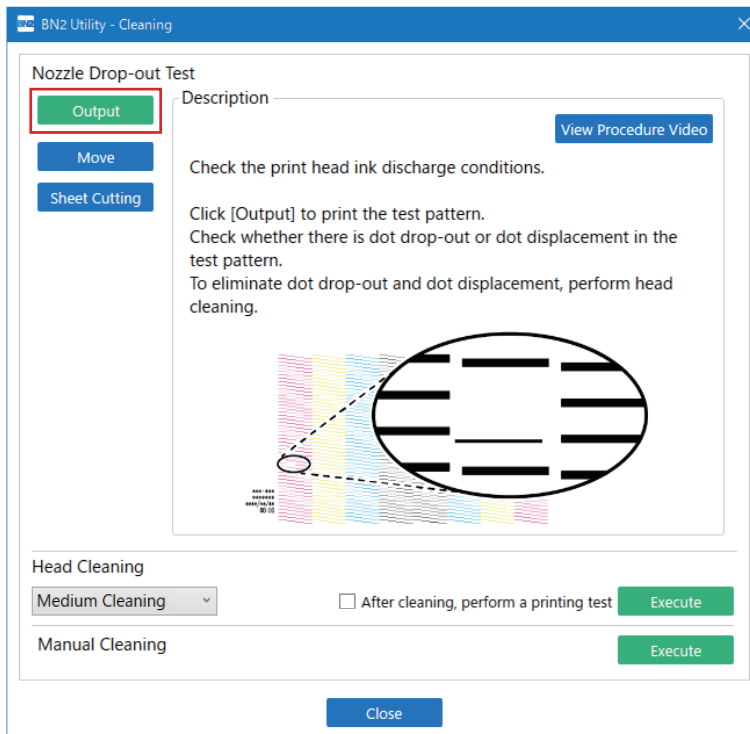 BN2 BN2 Utility - Cleaning
Nozzle Drop-out Test
Output
Move
Sheet Cutting
Description
View Procedure Video
Check the print head ink discharge conditions.
Click [Output] to print the test pattern.
Check whether there is dot drop-out or dot displacement in the
test pattern.
To eliminate dot drop-out and dot displacement, perform head
cleaning.
Head Cleaning
Medium Cleaning
After cleaning, perform a printing test
Execute
Manual Cleaning
Execute
Close